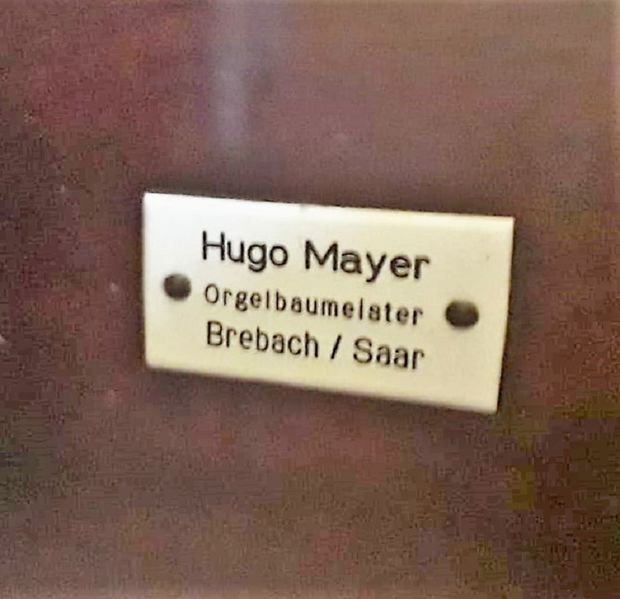 Hugo Mayer
Orgelbaumeister
Brebach / Saar